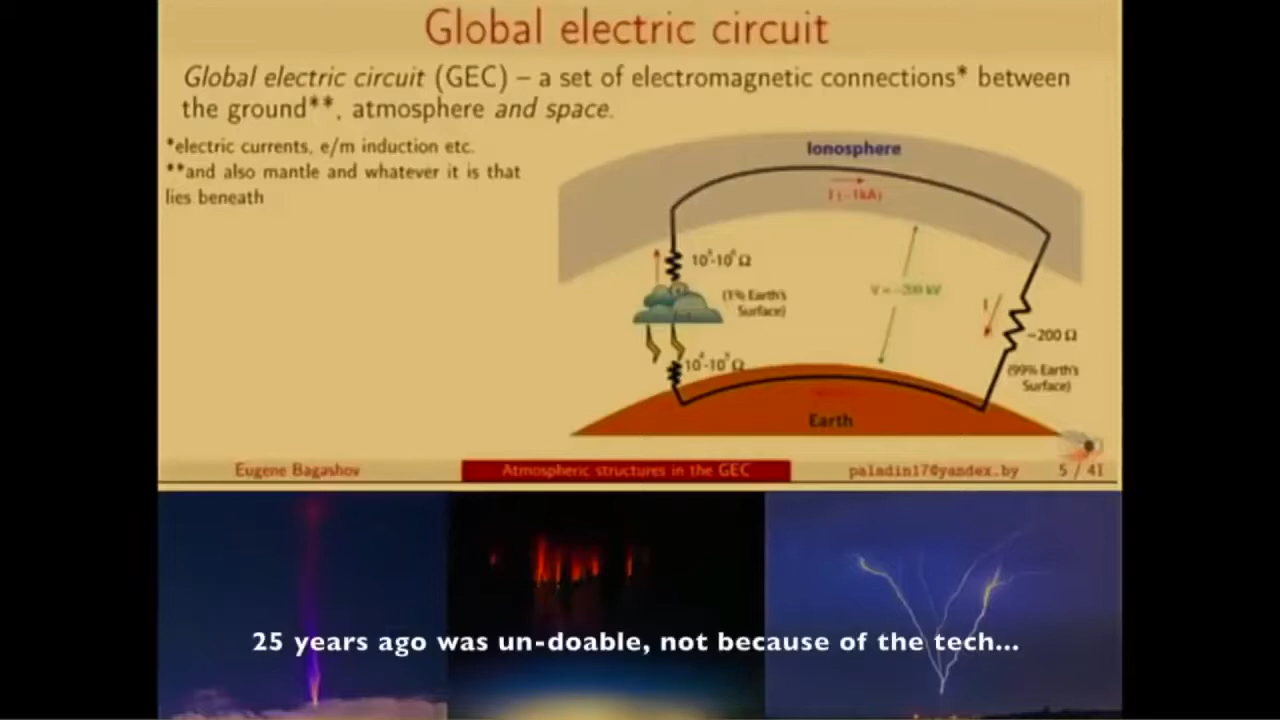 Global electric circuit
Global electric circuit (GEC) – a set of electromagnetic connections* between
the ground**, atmosphere and space.
*electric currents, e/m induction etc.
**and also mantle and whatever it is that
lies beneath
Ionosphere
I (~1kA)
(1% Earth's
Surface)
V = ~200 kV
I
~200 Ω
(99% Earth's
Surface)
Earth
Eugene Bagashov
Atmospheric structures in the GEC
paladin17@yandex.by
5 / 41
25 years ago was un-doable, not because of the tech...